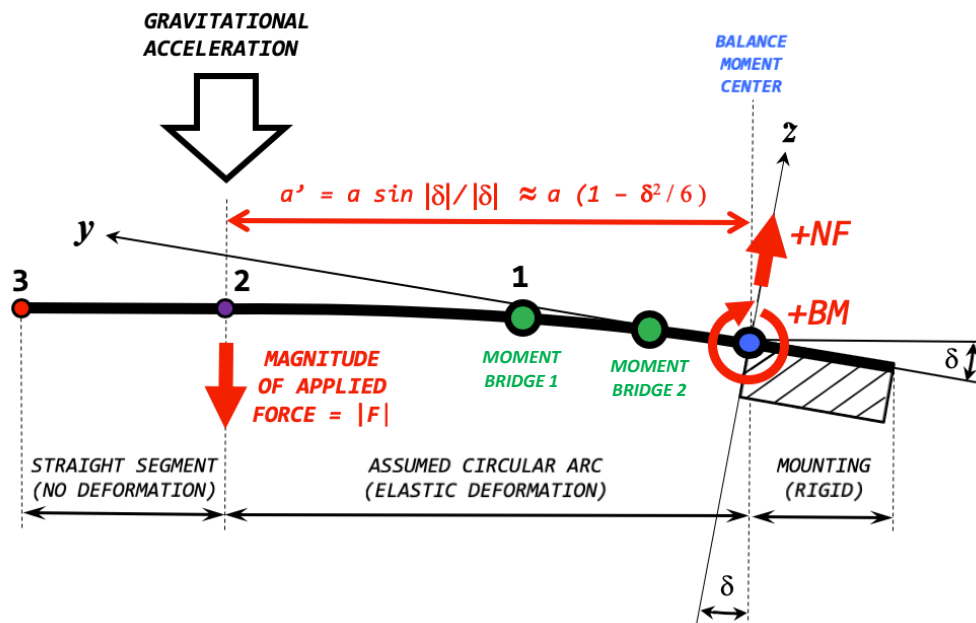 GRAVITATIONAL
ACCELERATION
BALANCE
MOMENT
CENTER
z
a' = a sin |δ|/|δ| ≈ a (1 – δ²/6)
y
+NF
3
2
1
+BM
MAGNITUDE
OF APPLIED
FORCE = |F|
MOMENT
BRIDGE 1
MOMENT
BRIDGE 2
δ
STRAIGHT SEGMENT
(NO DEFORMATION)
ASSUMED CIRCULAR ARC
(ELASTIC DEFORMATION)
MOUNTING
(RIGID)
δ